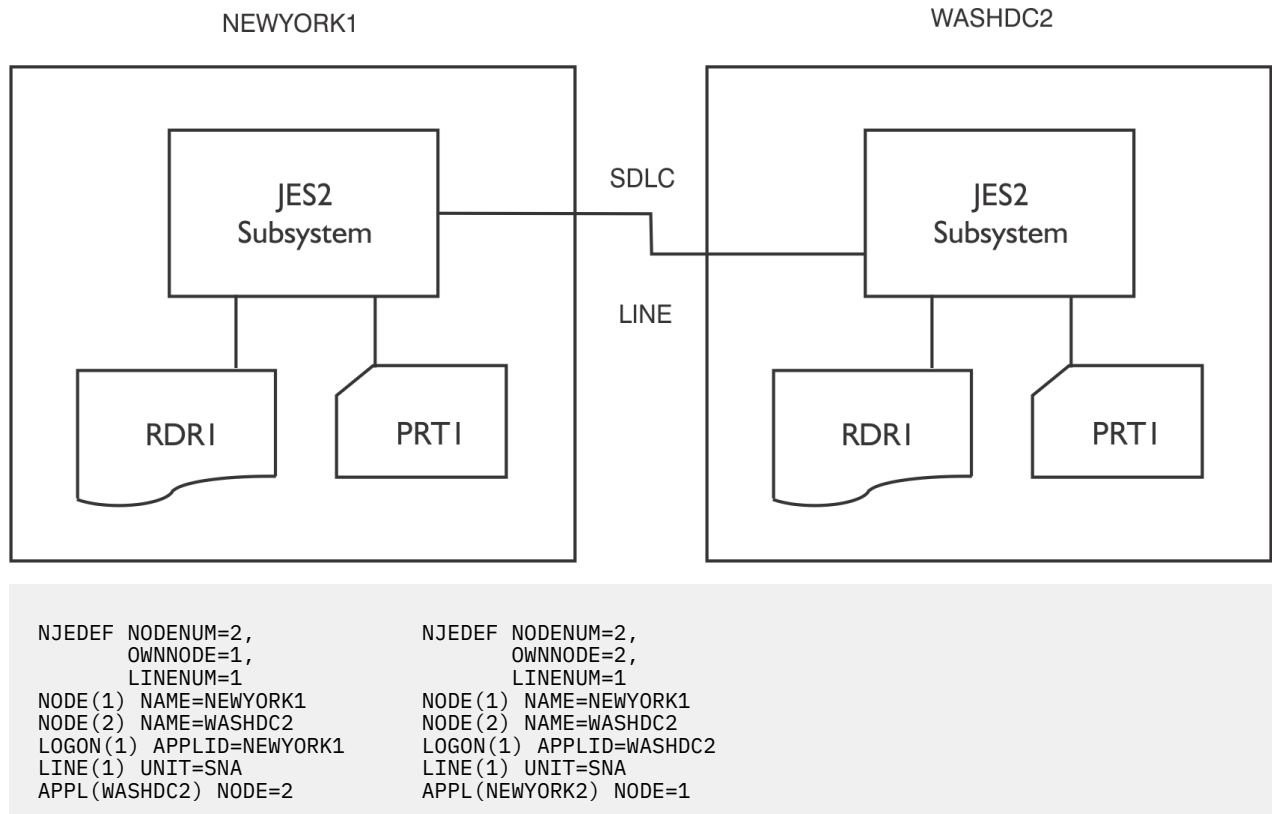 NEWYORK1
WASHDC2
JES2
Subsystem
SDLC
JES2
Subsystem
LINE
RDR1
PRT1
RDR1
PRT1
NJEDEF NODENUM=2,
OWNNODE=1,
LINENUM=1
NODE(1) NAME=NEWYORK1
NODE(2) NAME=WASHDC2
LOGON(1) APPLID=NEWYORK1
LINE(1) UNIT=SNA
APPL(WASHDC2) NODE=2
NJEDEF NODENUM=2,
OWNNODE=2,
LINENUM=1
NODE(1) NAME=NEWYORK1
NODE(2) NAME=WASHDC2
LOGON(1) APPLID=WASHDC2
LINE(1) UNIT=SNA
APPL(NEWYORK2) NODE=1